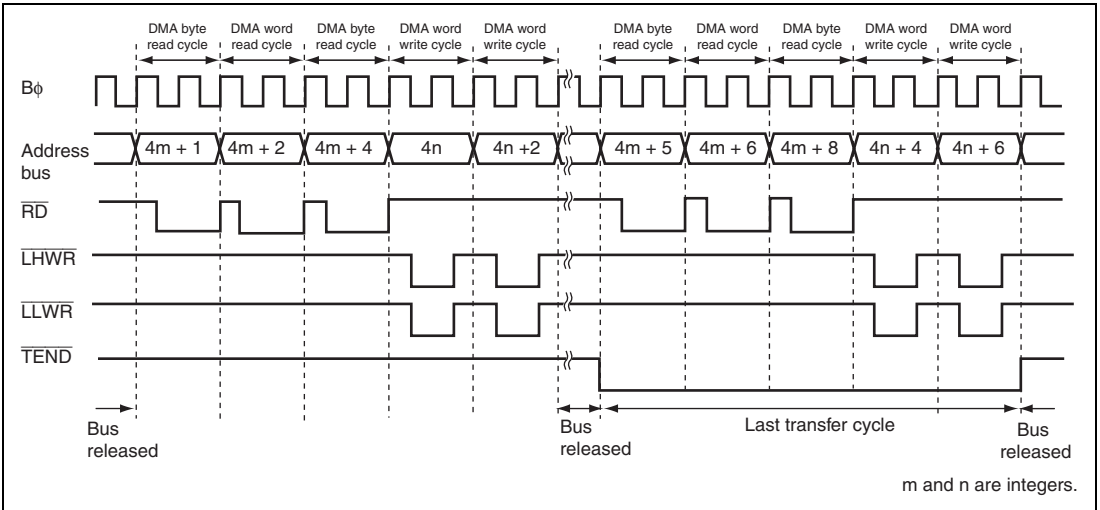 DMA byte read cycle DMA word read cycle DMA byte read cycle DMA word write cycle DMA word write cycle DMA byte read cycle DMA word read cycle DMA byte read cycle DMA word write cycle DMA word write cycle
Bϕ
Address bus 4m + 1 4m + 2 4m + 4 4n 4n +2 4m + 5 4m + 6 4m + 8 4n + 4 4n + 6
RD
LHWR
LLWR
TEND
Bus released Bus released Last transfer cycle Bus released
m and n are integers.